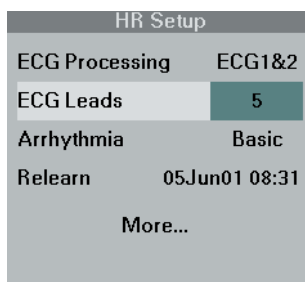 HR Setup
ECG Processing ECG1&2
ECG Leads 5
Arrhythmia Basic
Relearn 05Jun01 08:31
More...